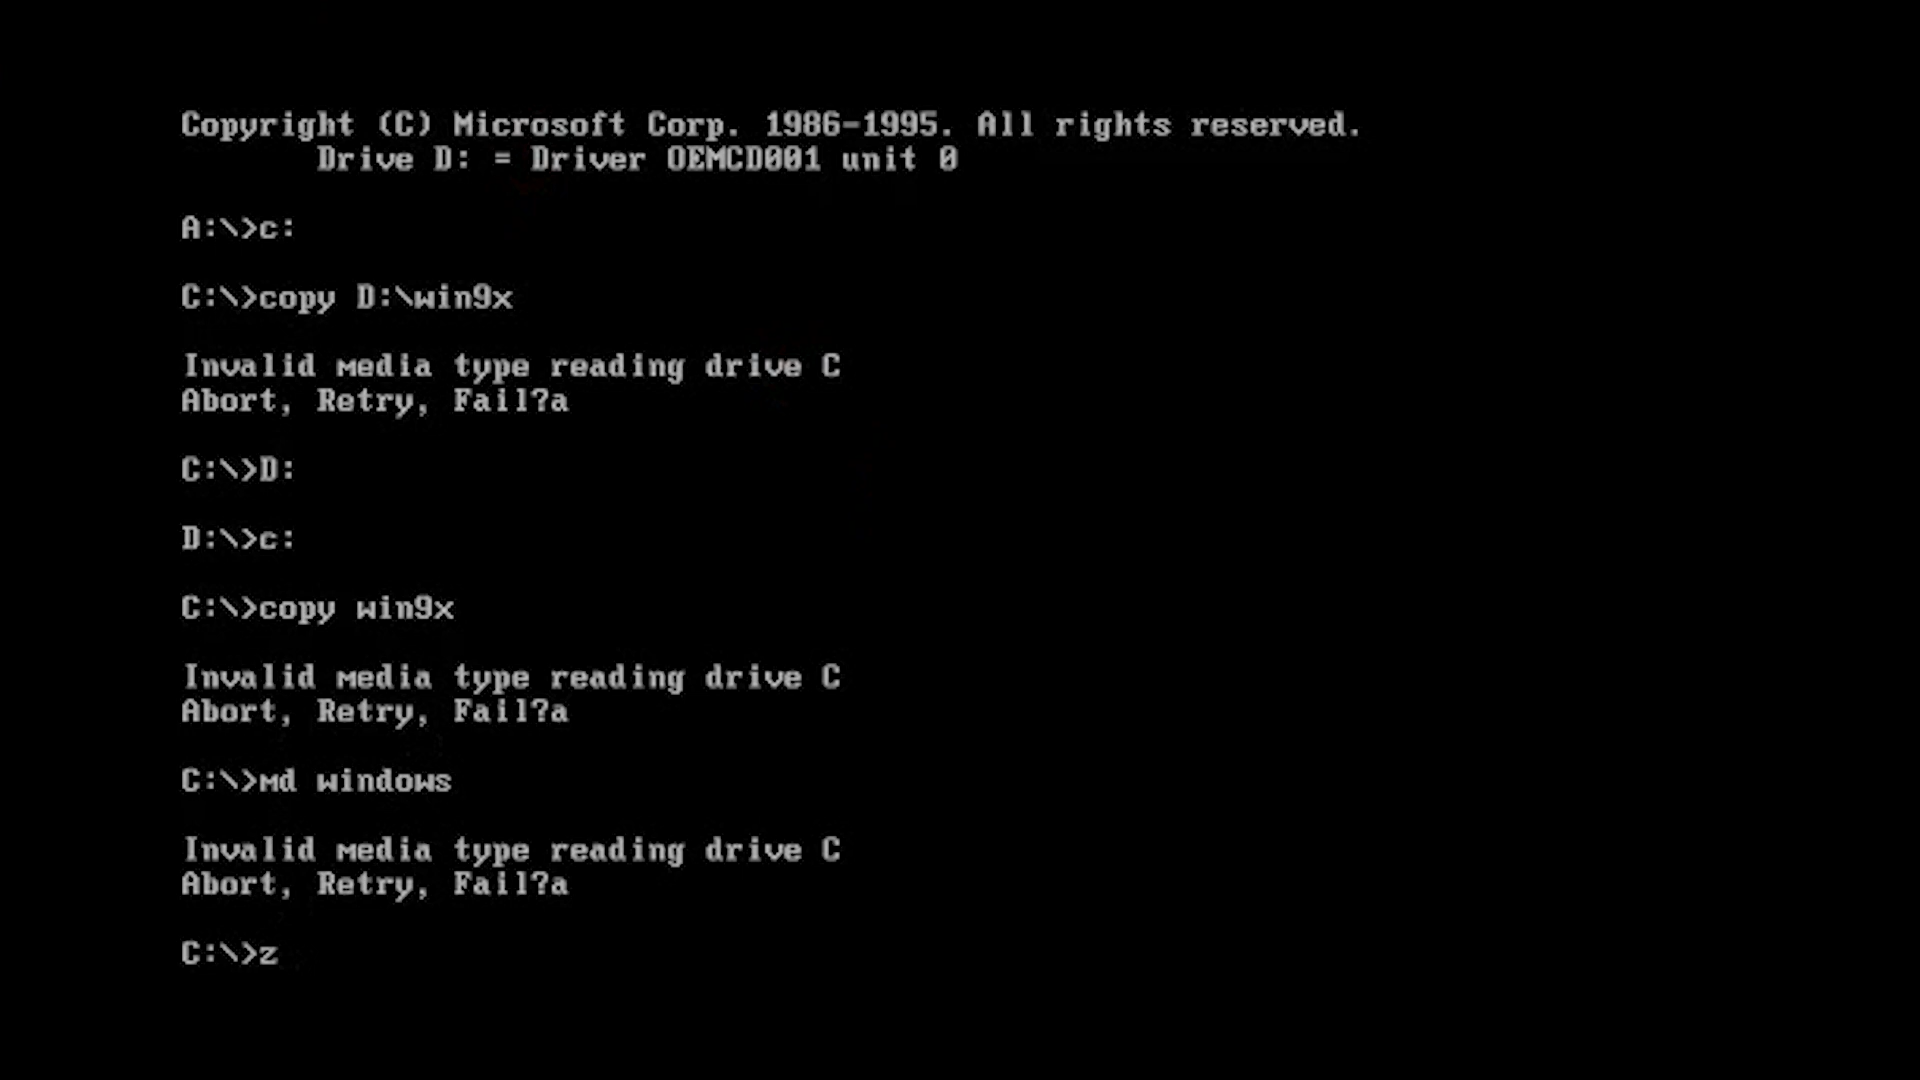 Copyright (C) Microsoft Corp. 1986-1995. All rights reserved.
Drive D: = Driver OEMCD001 unit 0
A:\>c:
C:\>copy D:\win9x
Invalid media type reading drive C
Abort, Retry, Fail?a
C:\>D:
D:\>c:
C:\>copy win9x
Invalid media type reading drive C
Abort, Retry, Fail?a
C:\>md windows
Invalid media type reading drive C
Abort, Retry, Fail?a
C:\>z